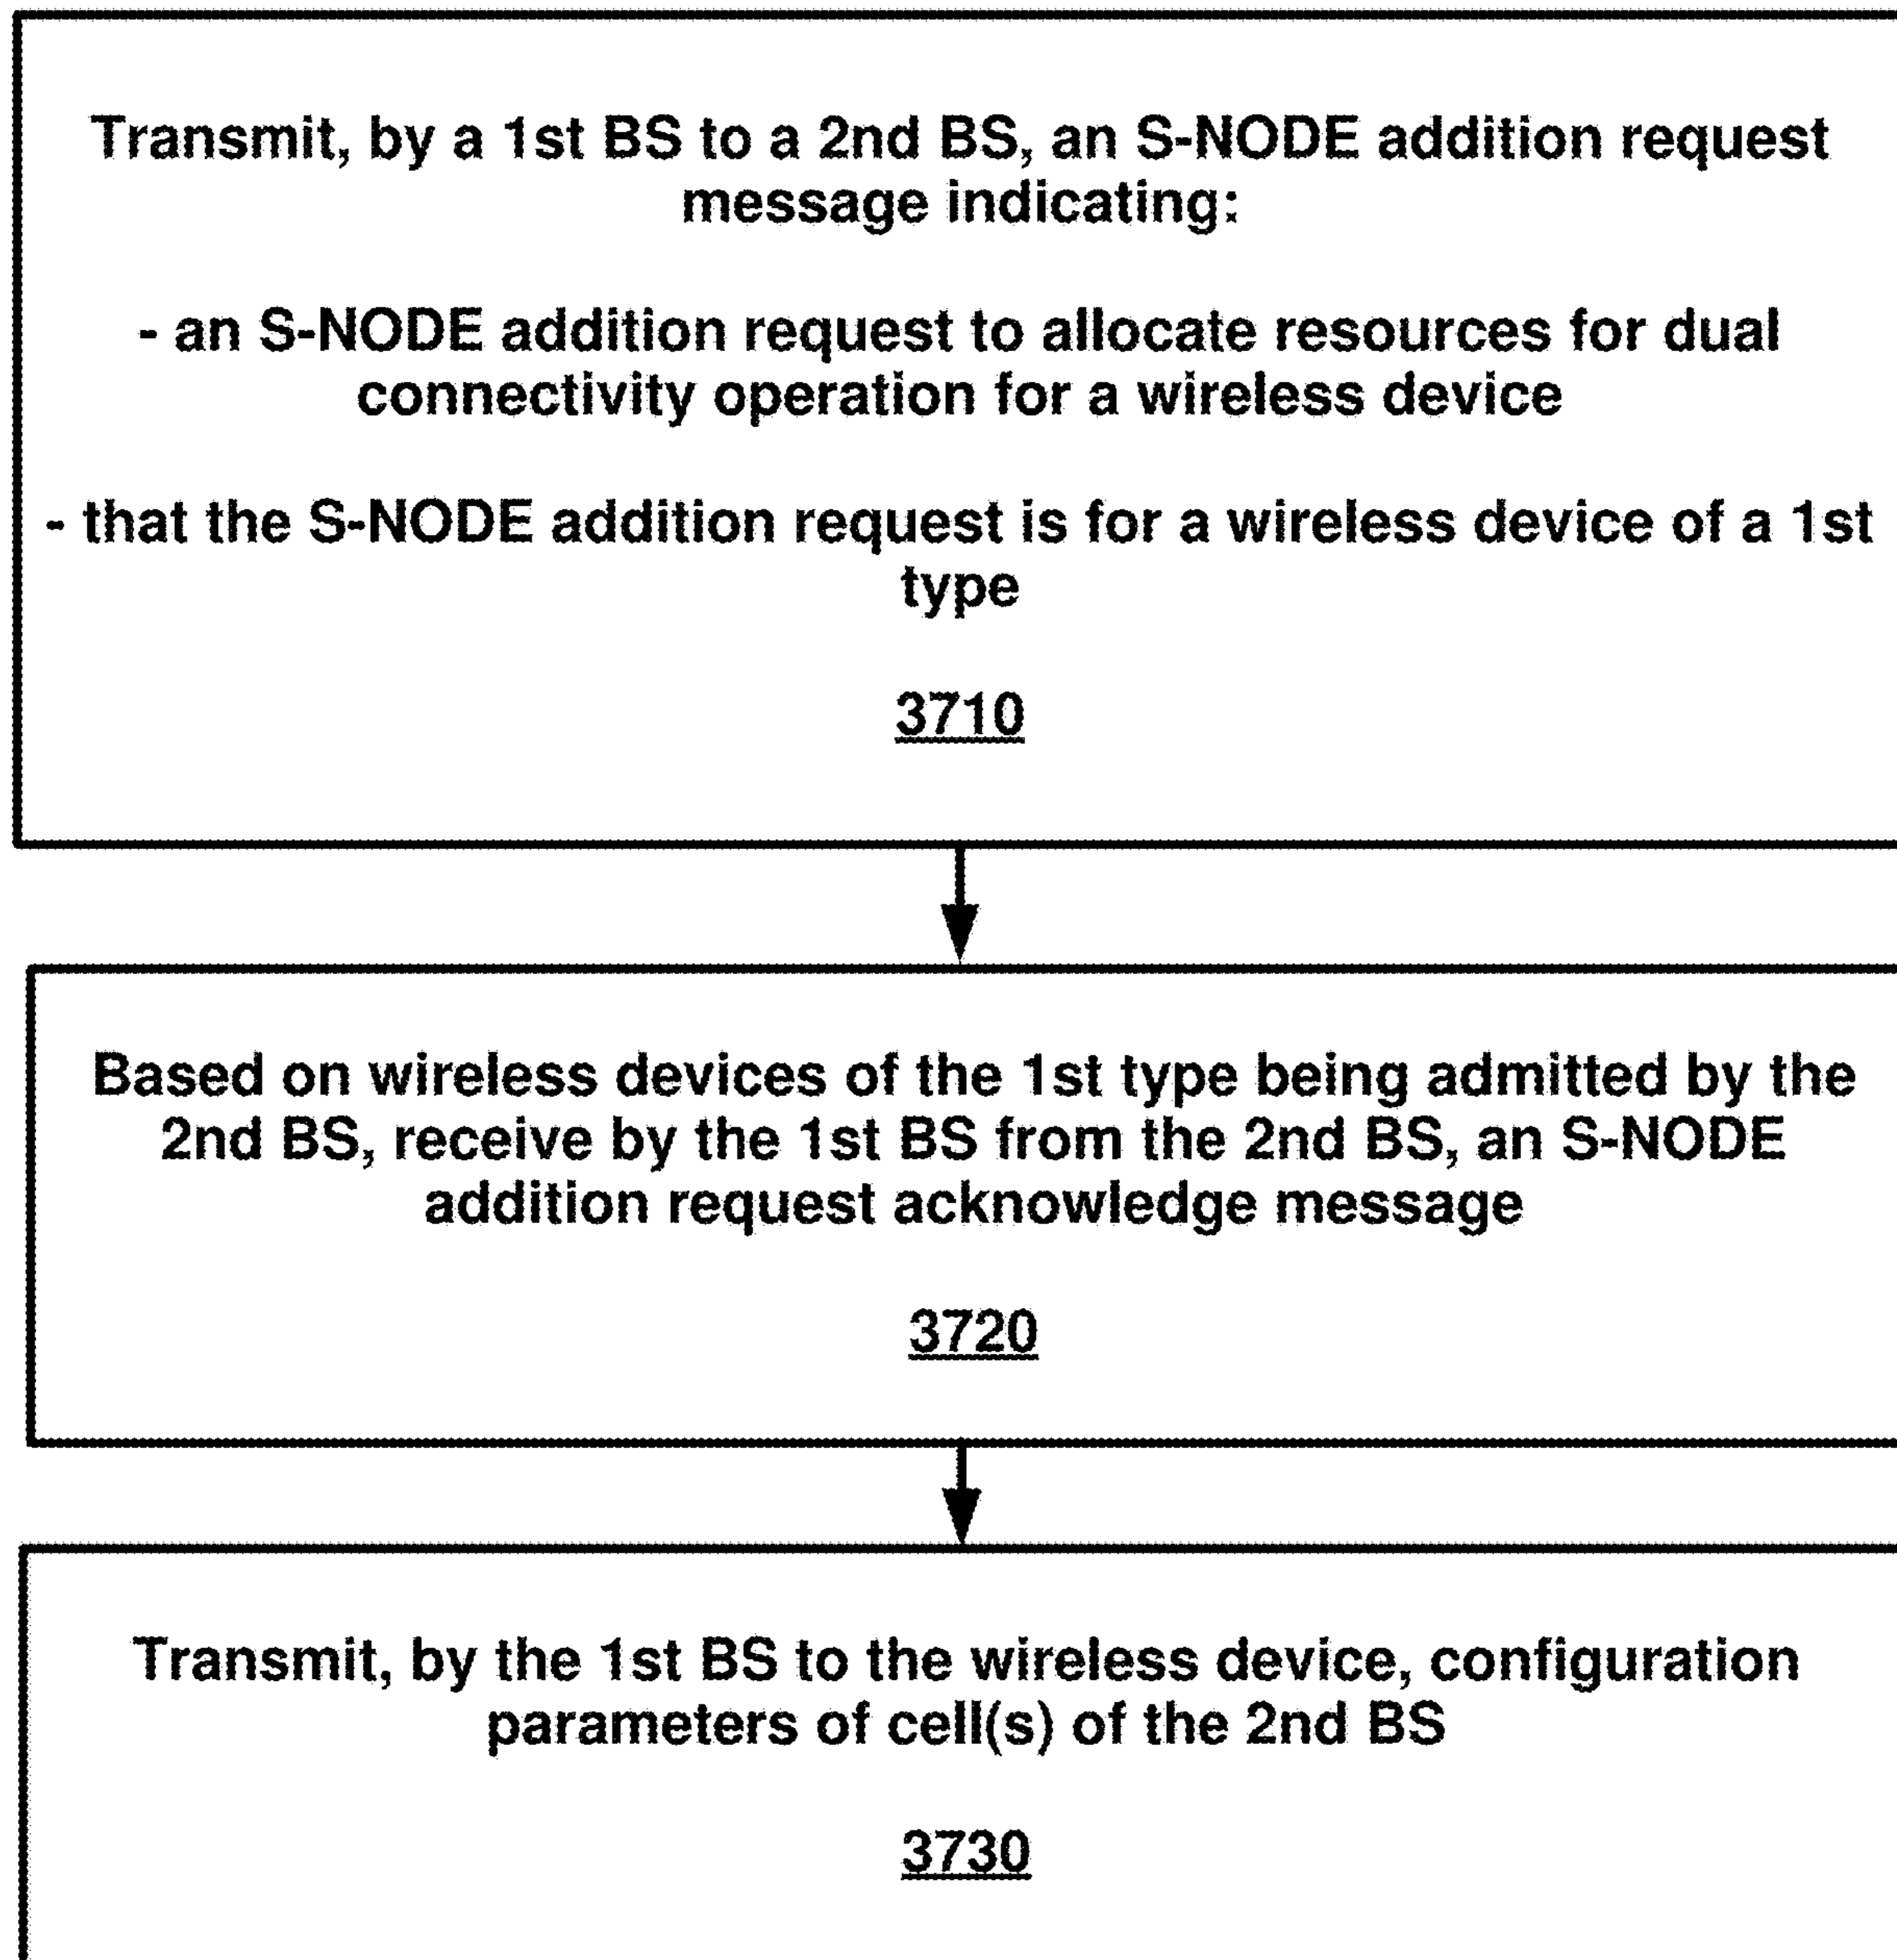 Transmit, by a 1st BS to a 2nd BS, an S-NODE addition request
message indicating:
- an S-NODE addition request to allocate resources for dual
connectivity operation for a wireless device
- that the S-NODE addition request is for a wireless device of a 1st
type
3710
Based on wireless devices of the 1st type being admitted by the
2nd BS, receive by the 1st BS from the 2nd BS, an S-NODE
addition request acknowledge message
3720
Transmit, by the 1st BS to the wireless device, configuration
parameters of cell(s) of the 2nd BS
3730